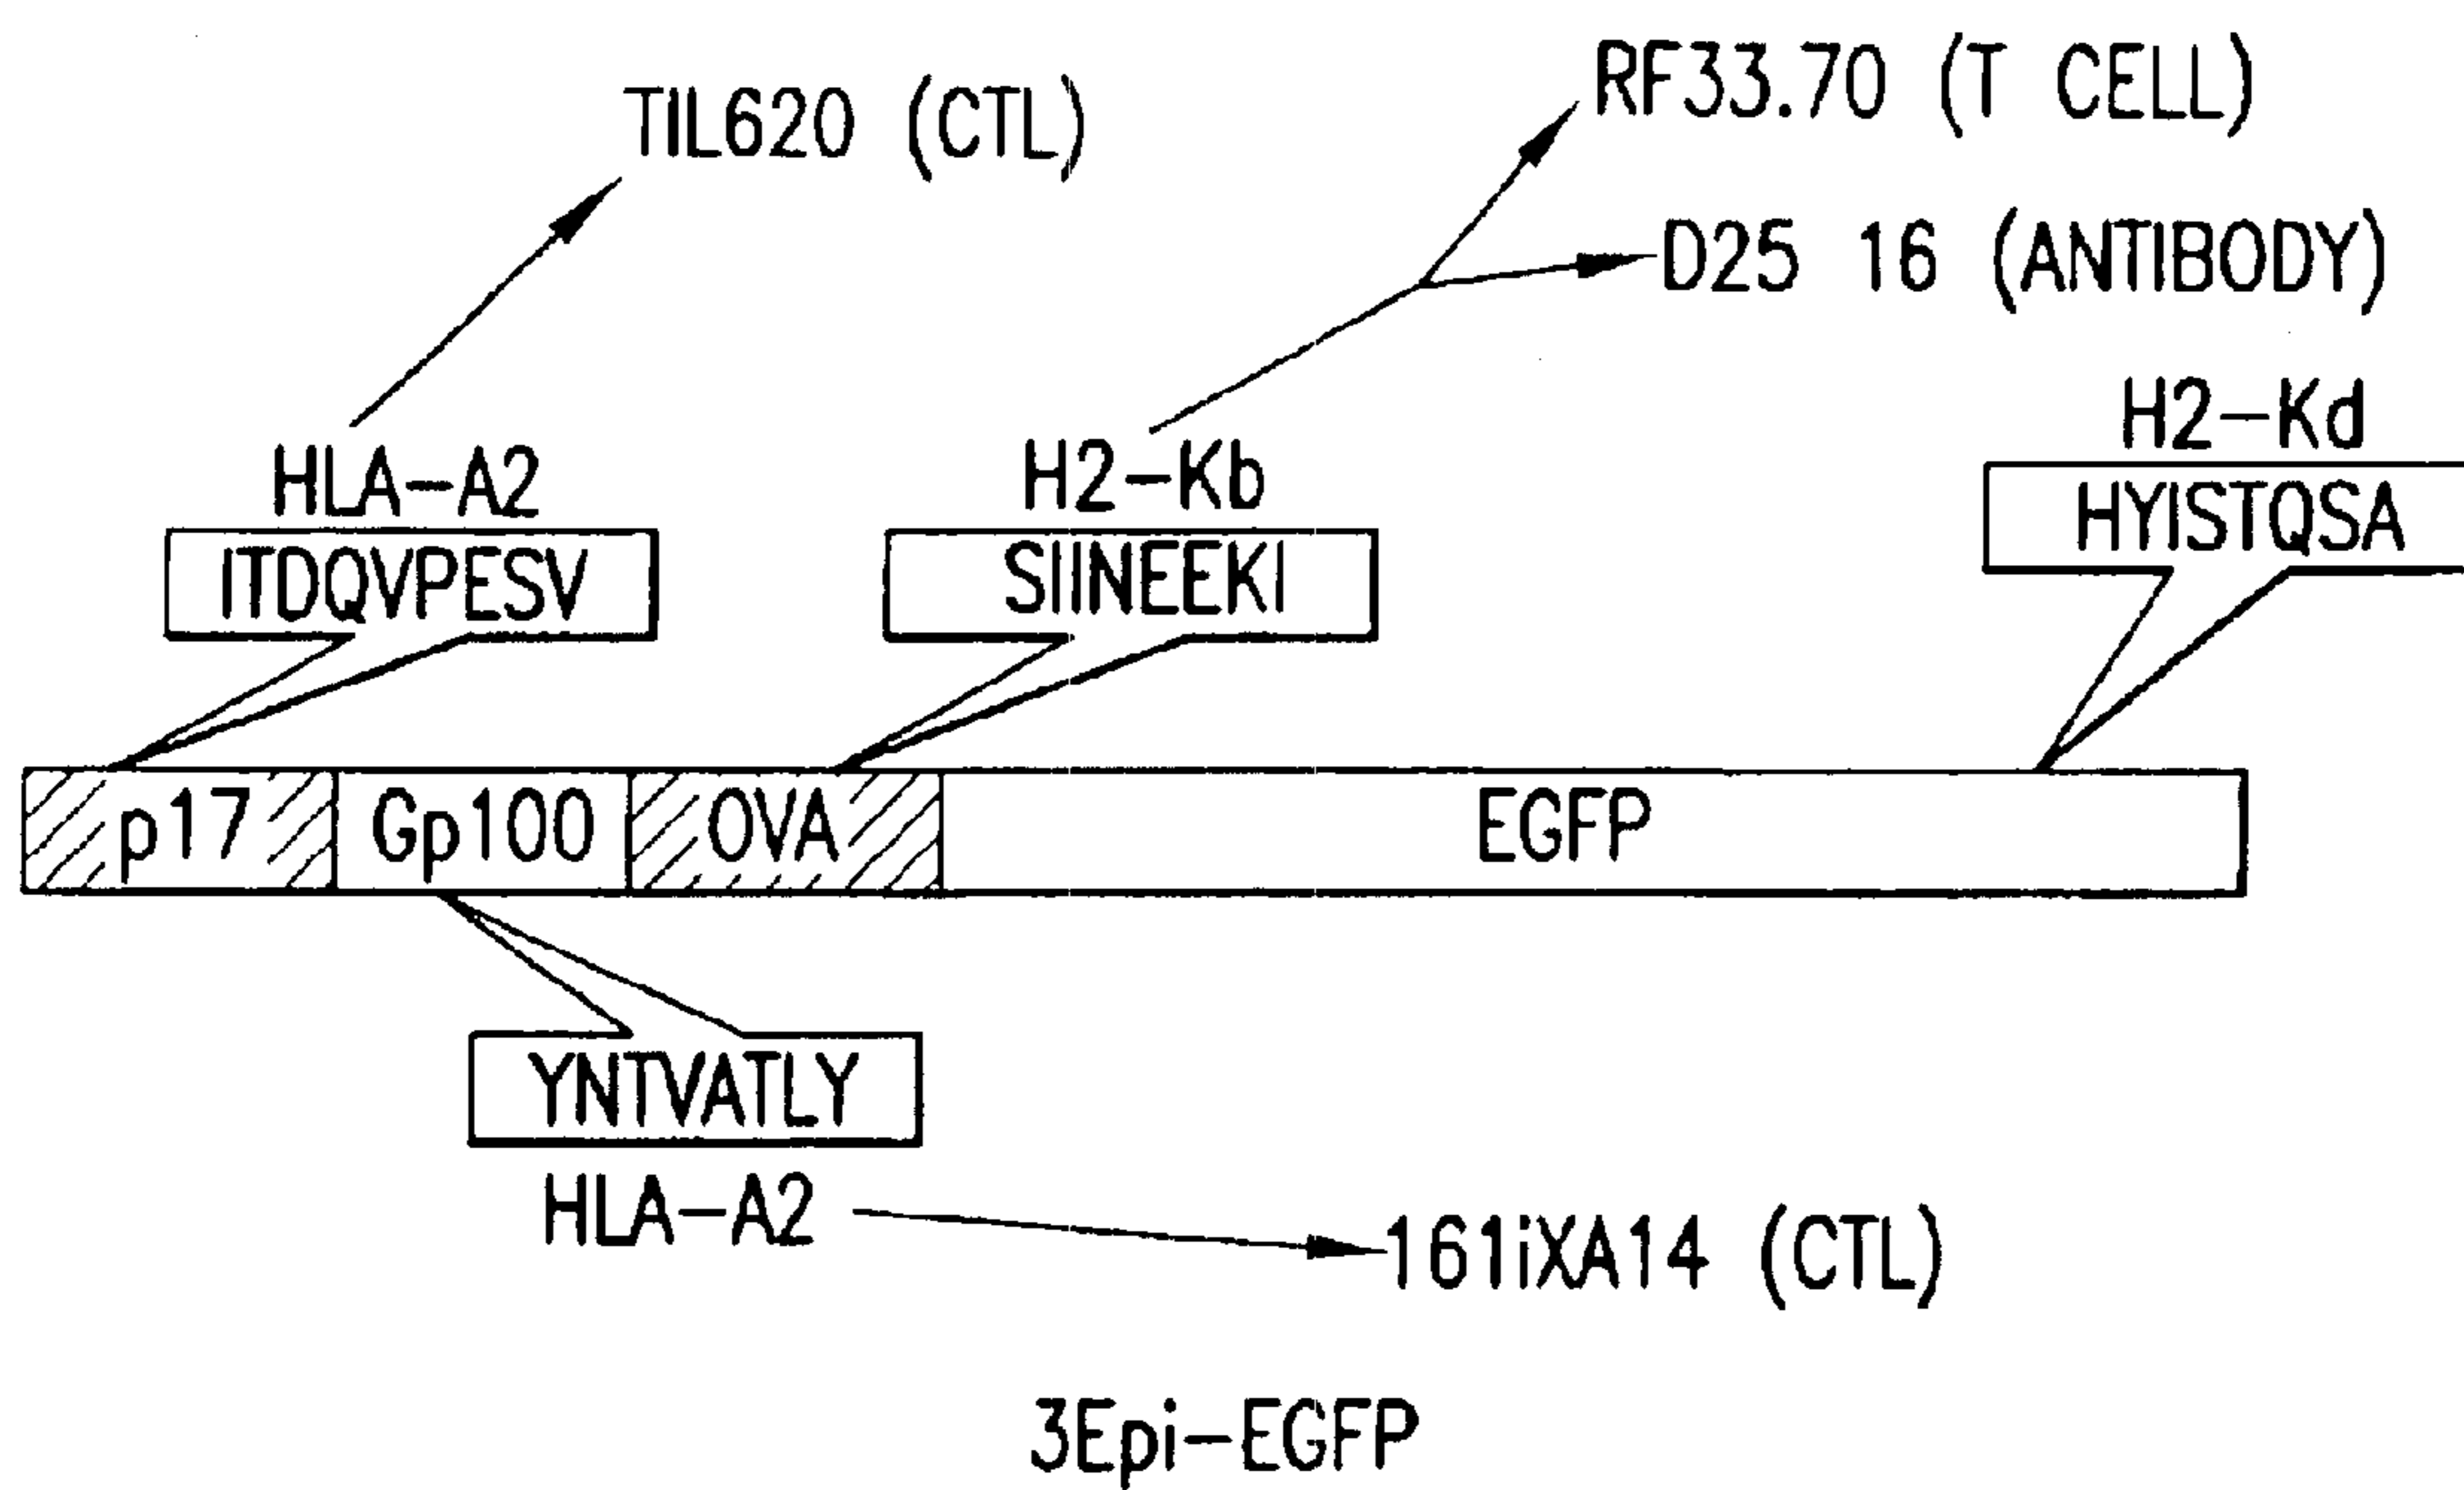 TIL620 (CTL)
RF33.70 (T CELL)
D25 16 (ANTIBODY)
HLA-A2
H2-Kb
H2-Kd
ITDQVPESV
SIINEEKI
HYISTQSA
p17
Gp100
OVA
EGFP
YNTVATLY
HLA-A2
161iXA14 (CTL)
3Epi-EGFP